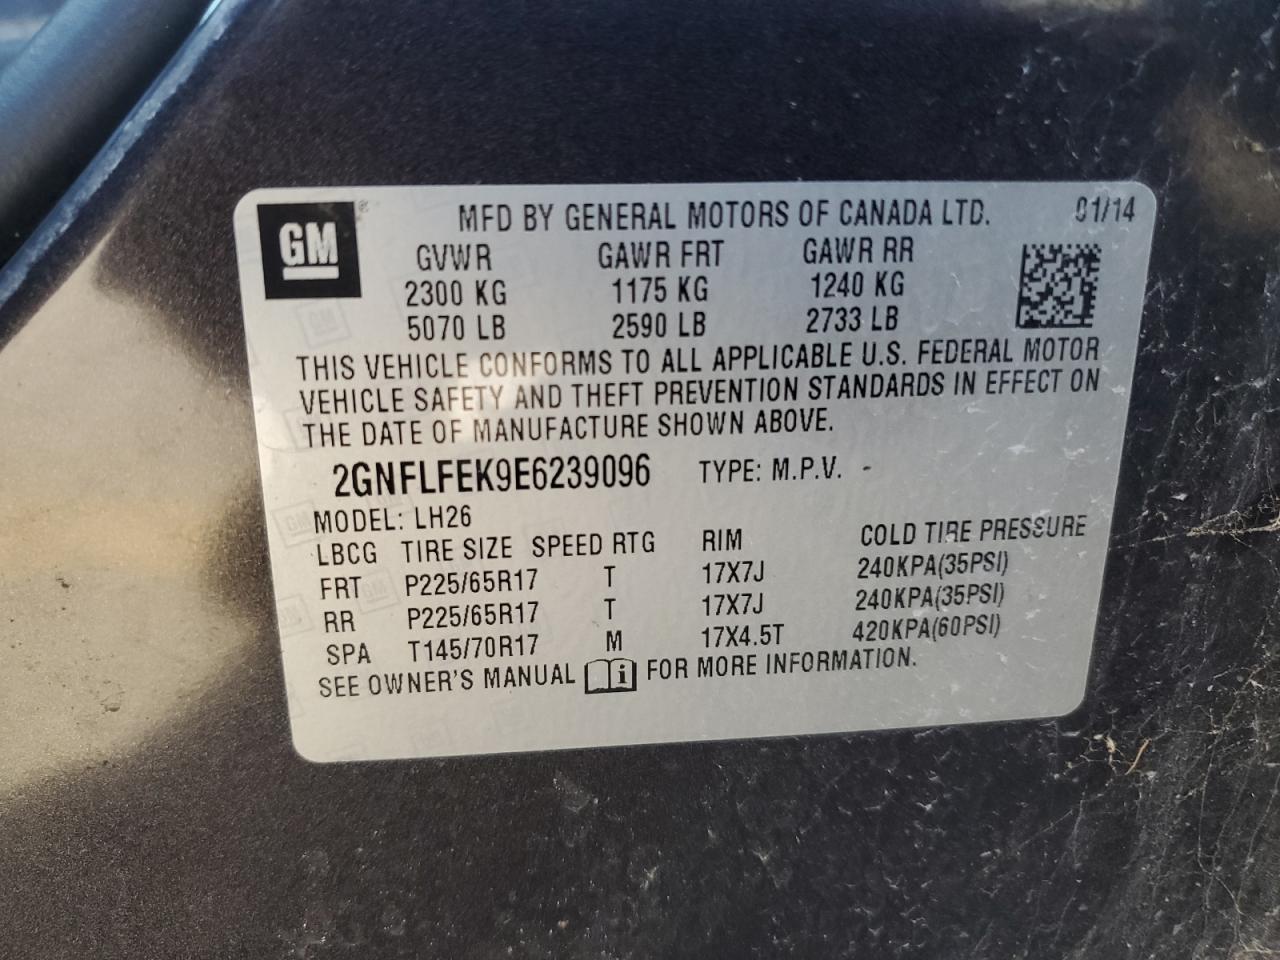 GM ® MFD BY GENERAL MOTORS OF CANADA LTD. 01/14
GVWR GAWR FRT GAWR RR
2300 KG 1175 KG 1240 KG
5070 LB 2590 LB 2733 LB
THIS VEHICLE CONFORMS TO ALL APPLICABLE U.S. FEDERAL MOTOR
VEHICLE SAFETY AND THEFT PREVENTION STANDARDS IN EFFECT ON
THE DATE OF MANUFACTURE SHOWN ABOVE.
2GNFLFEK9E6239096 TYPE: M.P.V. -
MODEL: LH26
LBCG TIRE SIZE SPEED RTG RIM COLD TIRE PRESSURE
FRT P225/65R17 T 17X7J 240KPA(35PSI)
RR P225/65R17 T 17X7J 240KPA(35PSI)
SPA T145/70R17 M 17X4.5T 420KPA(60PSI)
SEE OWNER'S MANUAL i FOR MORE INFORMATION.